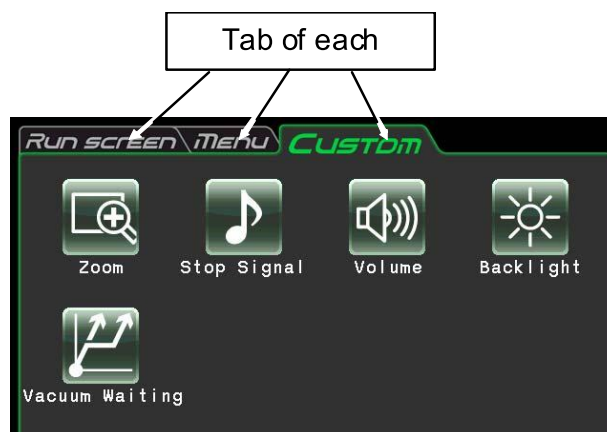 Tab of each
Run screen Menu Custom
Zoom Stop Signal Volume Backlight
Vacuum Waiting